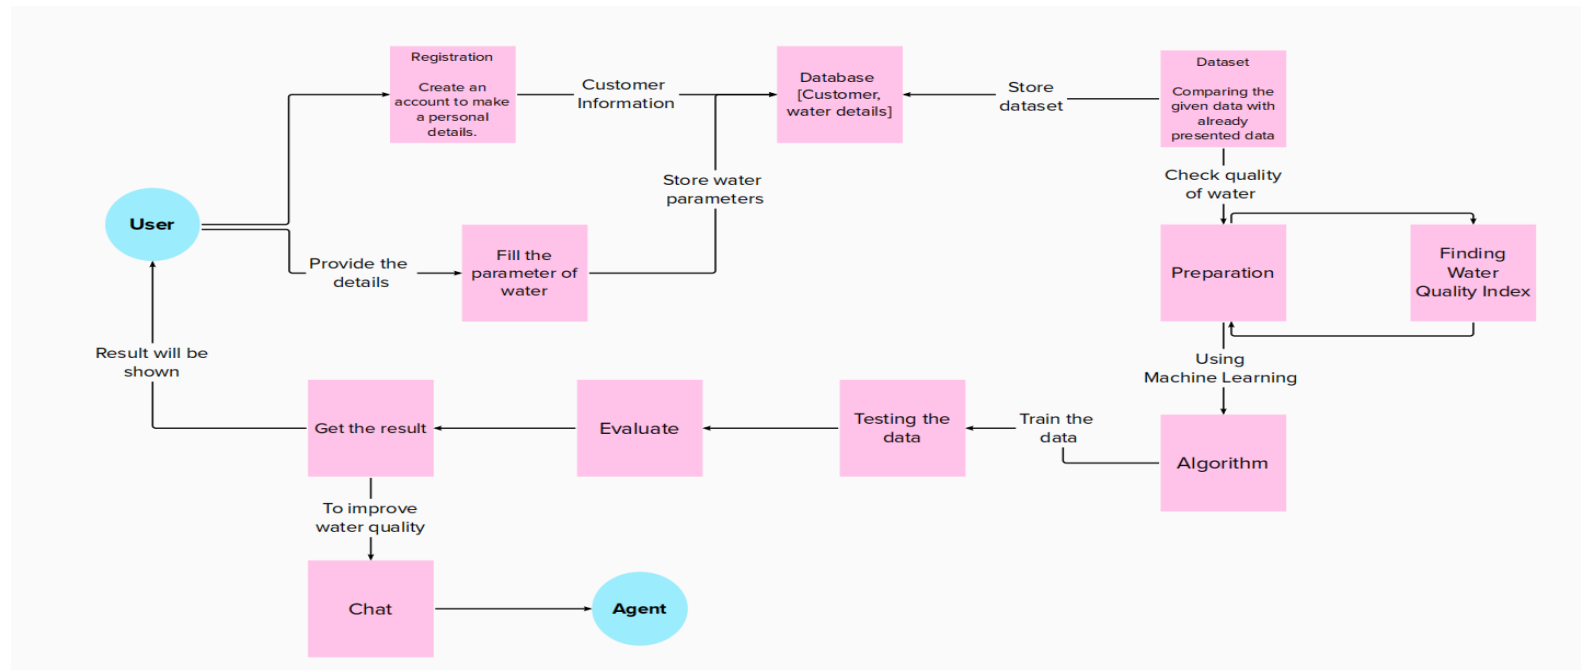 Registration
Create an
account to make
a personal
details.
Customer
Information
Database
[Customer,
water details]
Store
dataset
Dataset
Comparing the
given data with
already
presented data
Store water
parameters
Check quality
of water
User
Provide the
details
Fill the
parameter of
water
Preparation
Finding
Water
Quality Index
Result will be
shown
Using
Machine Learning
Get the result
Evaluate
Testing the
data
Train the
data
Algorithm
To improve
water quality
Chat
Agent